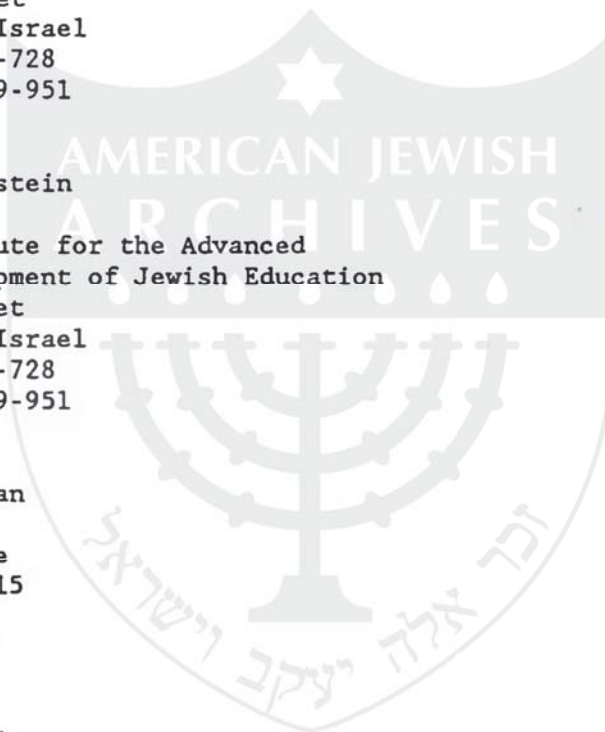 et
Israel
-728
9-951
AMERICAN JEWISH
ARCHIVES
stein
ute for the Advanced
pment of Jewish Education
et
Israel
-728
9-951
an
e
15
זכר אלה יעקב וישראל